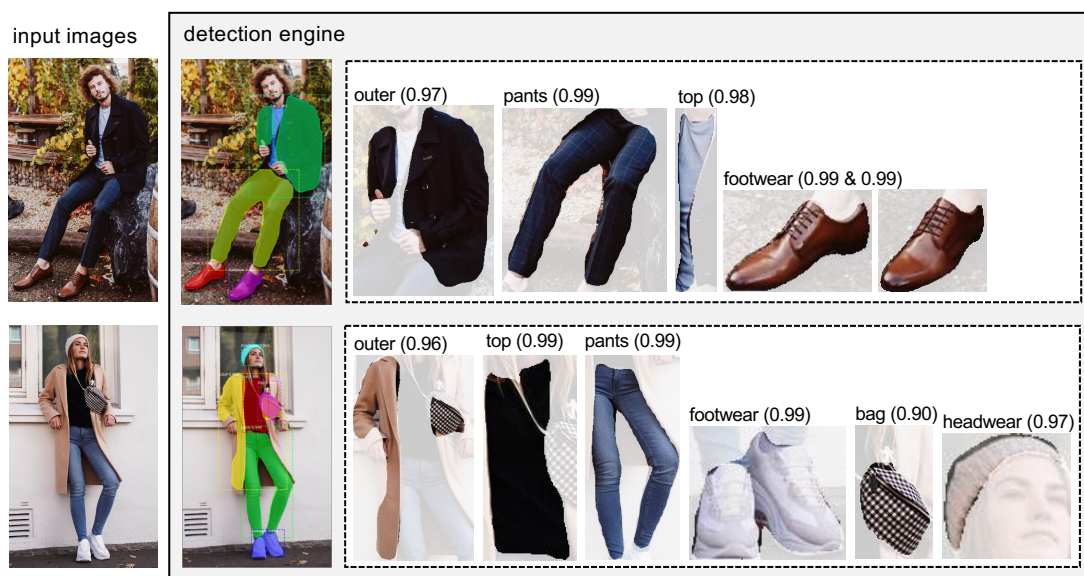 input images
detection engine
outer (0.97)
pants (0.99)
top (0.98)
footwear (0.99 & 0.99)
outer (0.96)
top (0.99)
pants (0.99)
footwear (0.99)
bag (0.90)
headwear (0.97)